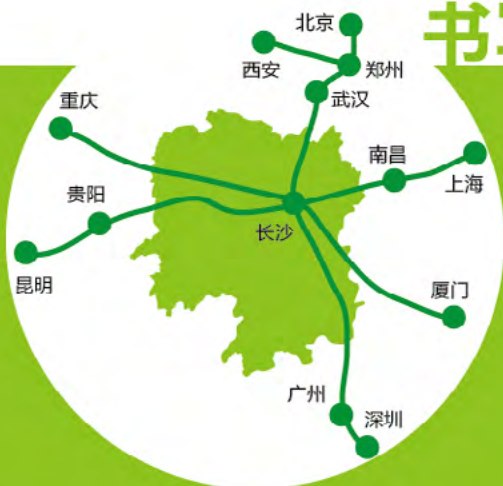 书
北京
西安
郑州
武汉
重庆
南昌
上海
贵阳
长沙
昆明
厦门
广州
深圳